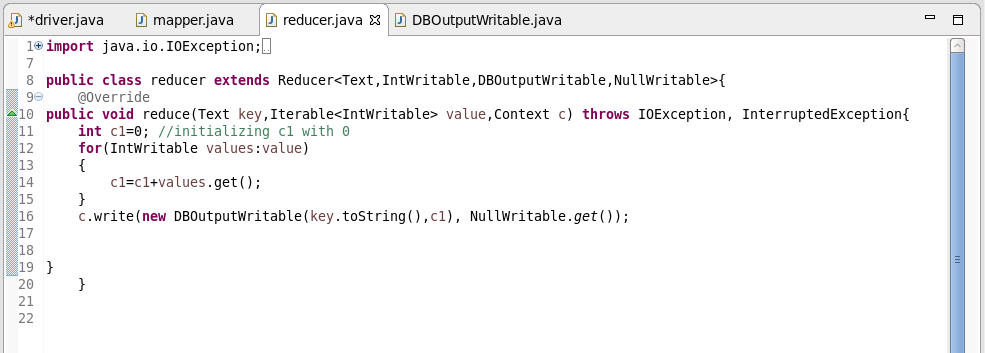 *driver.java mapper.java reducer.java DBOutputWritable.java
1 import java.io.IOException;
7
8 public class reducer extends Reducer<Text,IntWritable,DBOutputWritable,NullWritable>{
9     @Override
10 public void reduce(Text key,Iterable<IntWritable> value,Context c) throws IOException, InterruptedException{
11     int c1=0; //initializing c1 with 0
12     for(IntWritable values:value)
13     {
14         c1=c1+values.get();
15     }
16     c.write(new DBOutputWritable(key.toString(),c1), NullWritable.get());
17
18
19 }
20     }
21
22